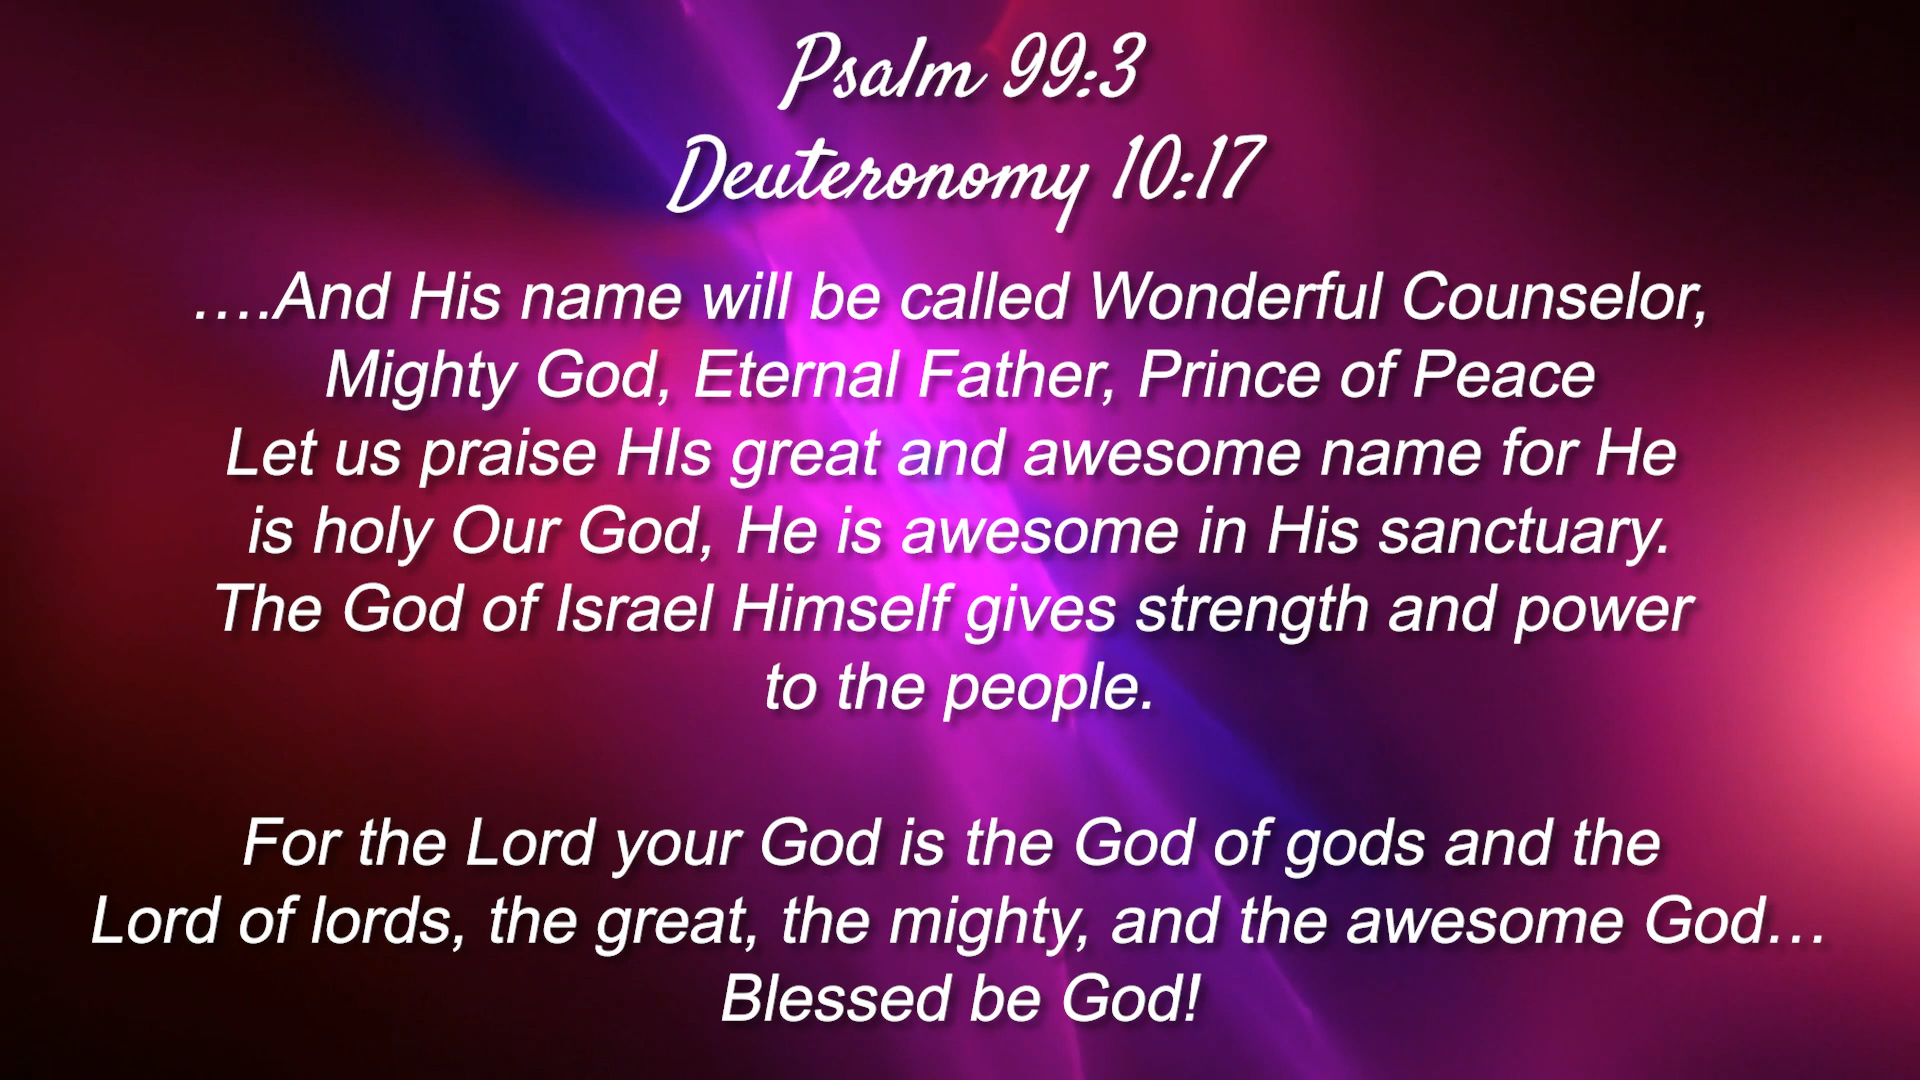 Psalm 99:3
Deuteronomy 10:17
….And His name will be called Wonderful Counselor,
Mighty God, Eternal Father, Prince of Peace
Let us praise HIs great and awesome name for He
is holy Our God, He is awesome in His sanctuary.
The God of Israel Himself gives strength and power
to the people.
For the Lord your God is the God of gods and the
Lord of lords, the great, the mighty, and the awesome God…
Blessed be God!